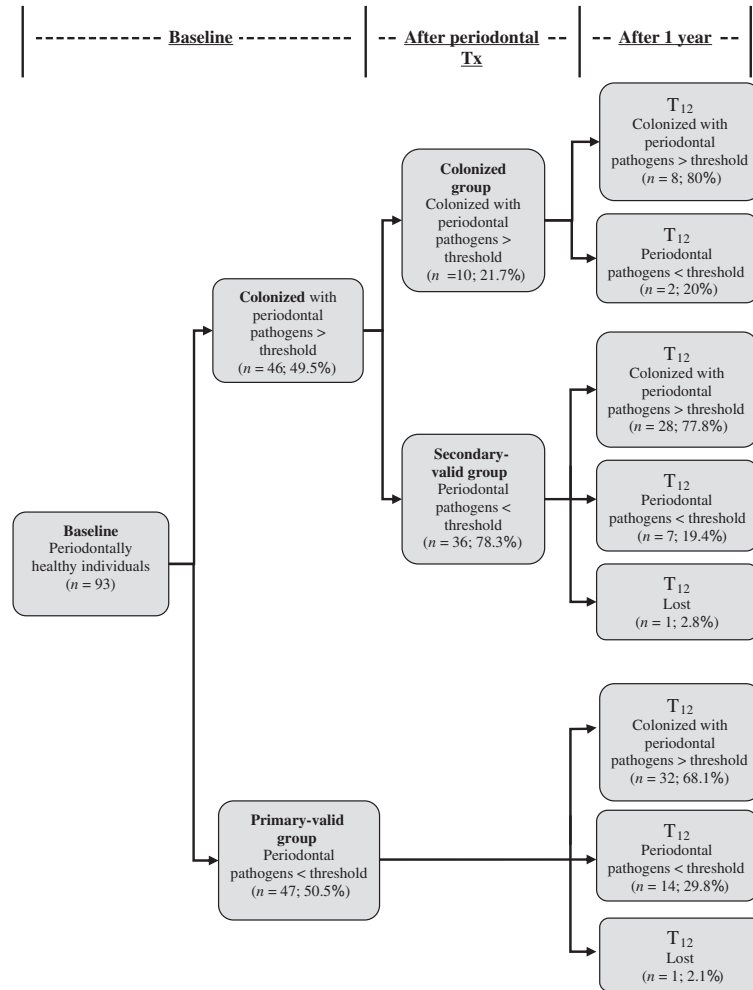 Baseline
After periodontal
Tx
After 1 year
Baseline
Periodontally
healthy individuals
(n = 93)
Colonized with
periodontal
pathogens >
threshold
(n = 46; 49.5%)
Primary-valid
group
Periodontal
pathogens < threshold
(n = 47; 50.5%)
Colonized
group
Colonized with
periodontal
pathogens >
threshold
(n =10; 21.7%)
Secondary-
valid group
Periodontal
pathogens <
threshold
(n = 36; 78.3%)
T12
Colonized with
periodontal
pathogens > threshold
(n = 8; 80%)
T12
Periodontal
pathogens < threshold
(n = 2; 20%)
T12
Colonized with
periodontal
pathogens > threshold
(n = 28; 77.8%)
T12
Periodontal
pathogens < threshold
(n = 7; 19.4%)
T12
Lost
(n = 1; 2.8%)
T12
Colonized with
periodontal
pathogens > threshold
(n = 32; 68.1%)
T12
Periodontal
pathogens < threshold
(n = 14; 29.8%)
T12
Lost
(n = 1; 2.1%)